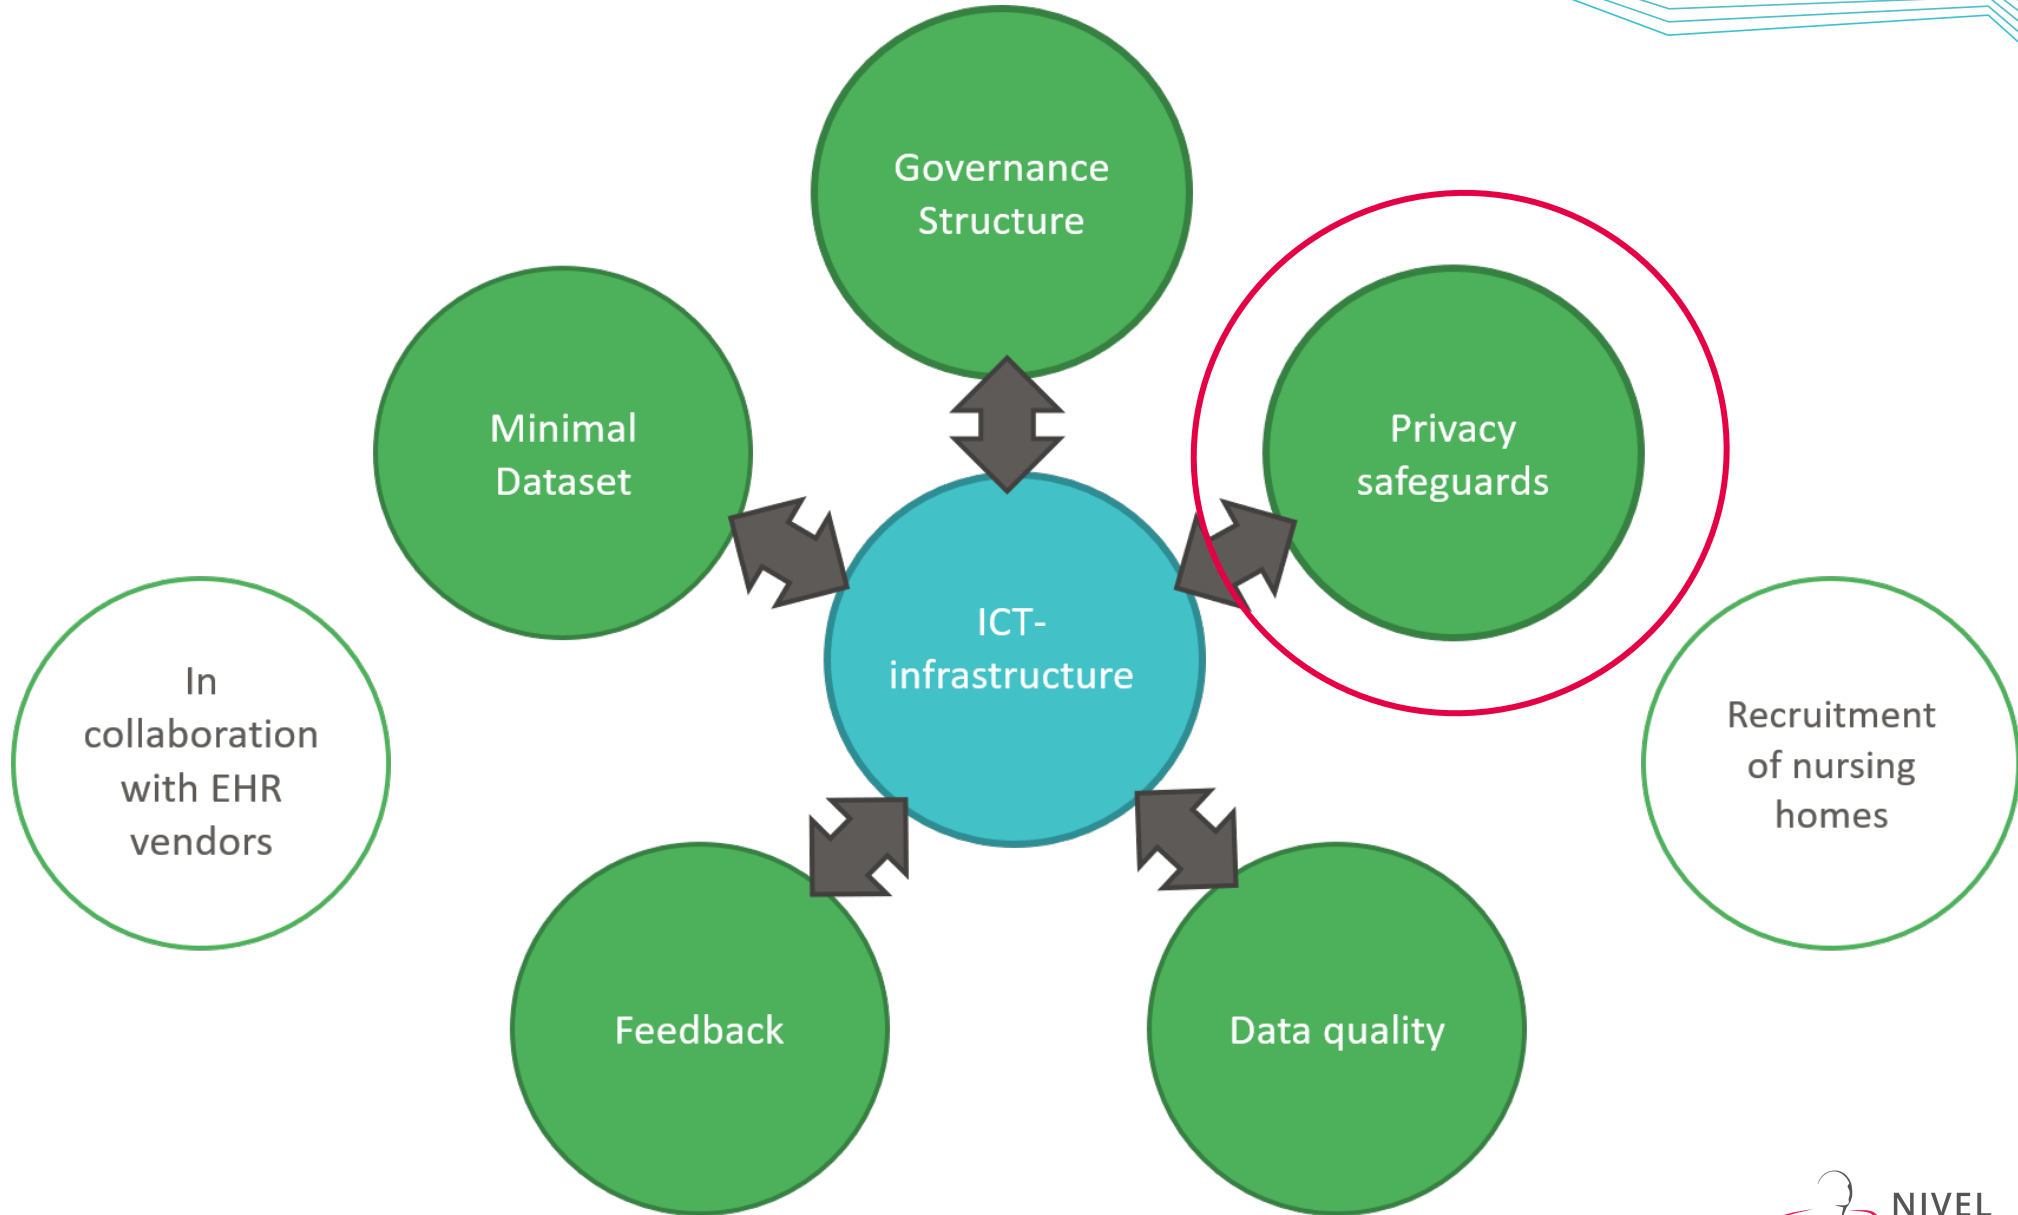 Governance
Structure
Minimal
Dataset
Privacy
safeguards
ICT-
infrastructure
In
collaboration
with EHR
vendors
Recruitment
of nursing
homes
Feedback
Data quality
NIVEL